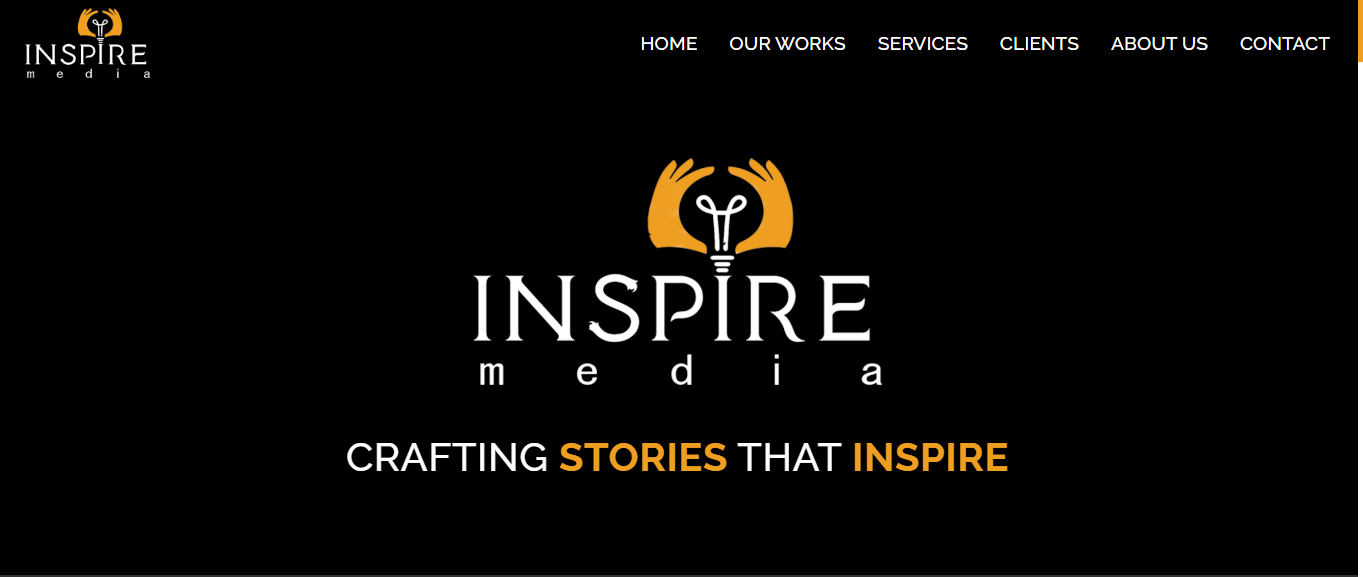 INSPIRE
media
HOME OUR WORKS SERVICES CLIENTS ABOUT US CONTACT
INSPIRE
media
CRAFTING STORIES THAT INSPIRE